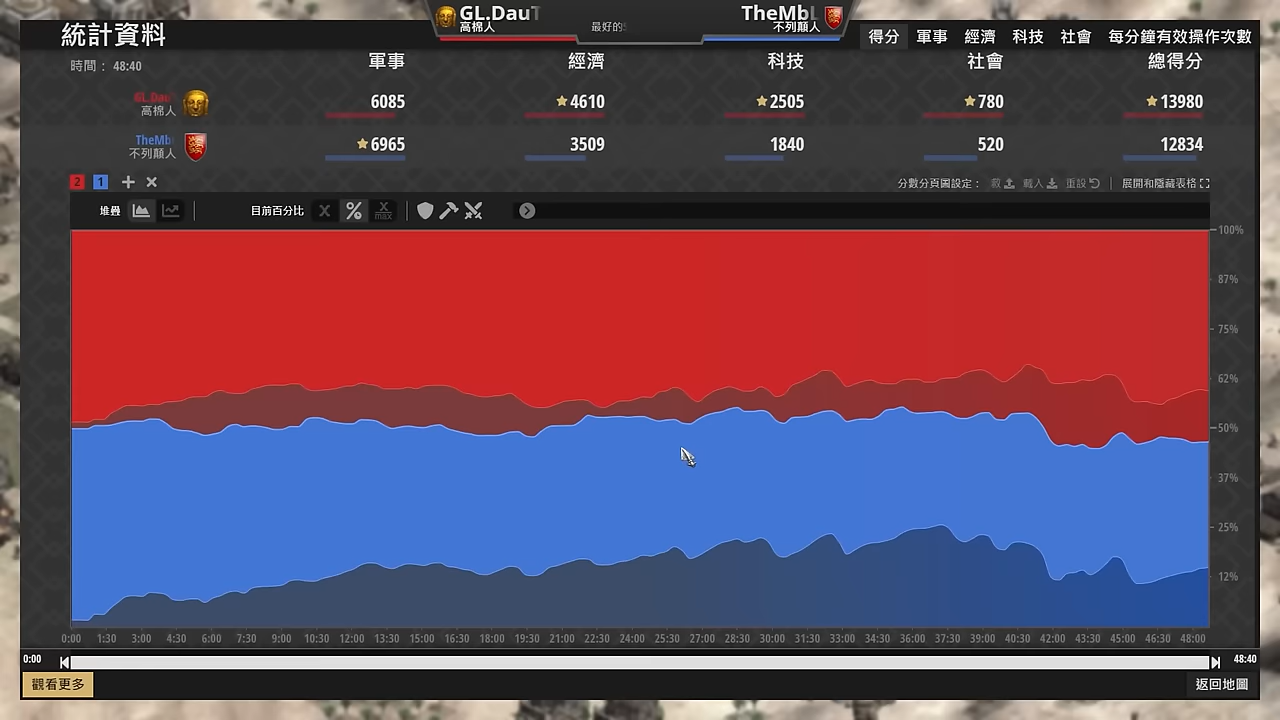 GL.DauT
高棉人
最好的
TheMbL
不列顛人
統計資料
得分 軍事 經濟 科技 社會 每分鐘有效操作次數
時間： 48:40
軍事 經濟 科技 社會 總得分
GL.Dau
高棉人
6085 4610 2505 780 13980
TheMb
不列顛人
6965 3509 1840 520 12834
2 1
分數分頁圖設定： 載入 重設 | 展開和隱藏表格
堆疊 目前百分比 X % X max
100%
87%
75%
62%
50%
37%
25%
12%
0:00 1:30 3:00 4:30 6:00 7:30 9:00 10:30 12:00 13:30 15:00 16:30 18:00 19:30 21:00 22:30 24:00 25:30 27:00 28:30 30:00 31:30 33:00 34:30 36:00 37:30 39:00 40:30 42:00 43:30 45:00 46:30 48:00
0:00 48:40
觀看更多 返回地圖